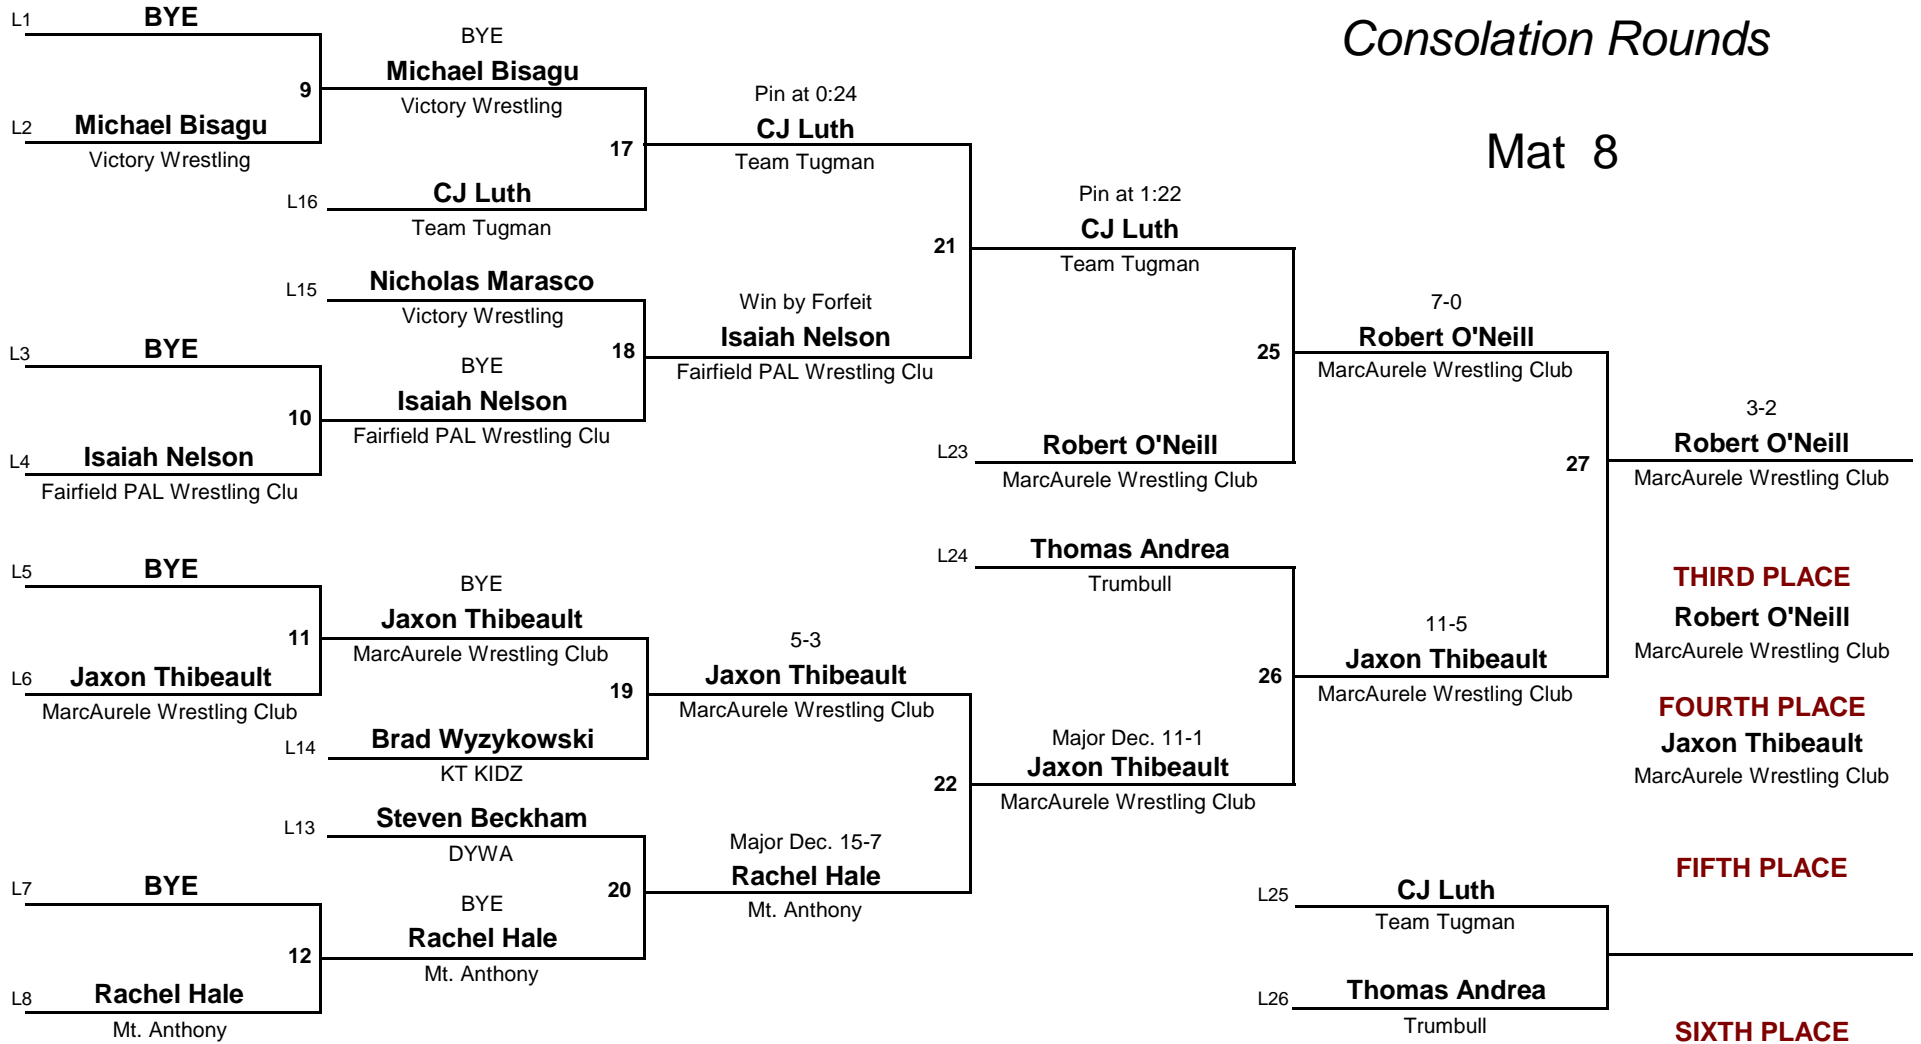 Consolation Rounds
Mat 8
L1
BYE
9
L2
Michael Bisagu
Victory Wrestling
BYE
Michael Bisagu
Victory Wrestling
17
L16
CJ Luth
Team Tugman
Pin at 0:24
CJ Luth
Team Tugman
21
L15
Nicholas Marasco
Victory Wrestling
18
L3
BYE
10
L4
Isaiah Nelson
Fairfield PAL Wrestling Clu
BYE
Isaiah Nelson
Fairfield PAL Wrestling Clu
Win by Forfeit
Isaiah Nelson
Fairfield PAL Wrestling Clu
Pin at 1:22
CJ Luth
Team Tugman
25
L23
Robert O'Neill
MarcAurele Wrestling Club
7-0
Robert O'Neill
MarcAurele Wrestling Club
27
3-2
Robert O'Neill
MarcAurele Wrestling Club
L5
BYE
11
L6
Jaxon Thibeault
MarcAurele Wrestling Club
BYE
Jaxon Thibeault
MarcAurele Wrestling Club
19
L14
Brad Wyzykowski
KT KIDZ
5-3
Jaxon Thibeault
MarcAurele Wrestling Club
22
L13
Steven Beckham
DYWA
20
L7
BYE
12
L8
Rachel Hale
Mt. Anthony
BYE
Rachel Hale
Mt. Anthony
Major Dec. 15-7
Rachel Hale
Mt. Anthony
L24
Thomas Andrea
Trumbull
26
Major Dec. 11-1
Jaxon Thibeault
MarcAurele Wrestling Club
11-5
Jaxon Thibeault
MarcAurele Wrestling Club
THIRD PLACE
Robert O'Neill
MarcAurele Wrestling Club
FOURTH PLACE
Jaxon Thibeault
MarcAurele Wrestling Club
L25
CJ Luth
Team Tugman
L26
Thomas Andrea
Trumbull
FIFTH PLACE
SIXTH PLACE